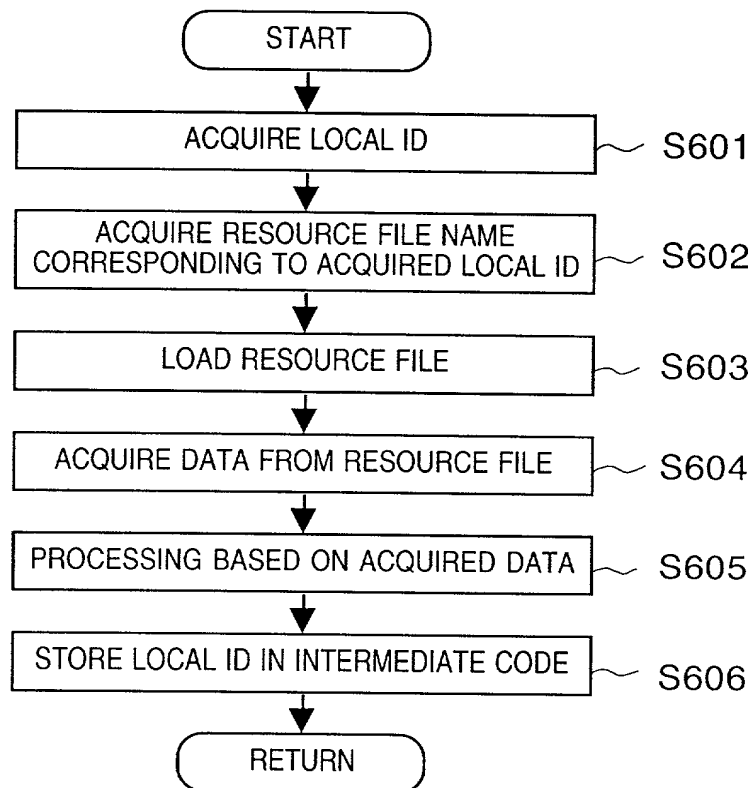 START
ACQUIRE LOCAL ID
S601
ACQUIRE RESOURCE FILE NAME
CORRESPONDING TO ACQUIRED LOCAL ID
S602
LOAD RESOURCE FILE
S603
ACQUIRE DATA FROM RESOURCE FILE
S604
PROCESSING BASED ON ACQUIRED DATA
S605
STORE LOCAL ID IN INTERMEDIATE CODE
S606
RETURN